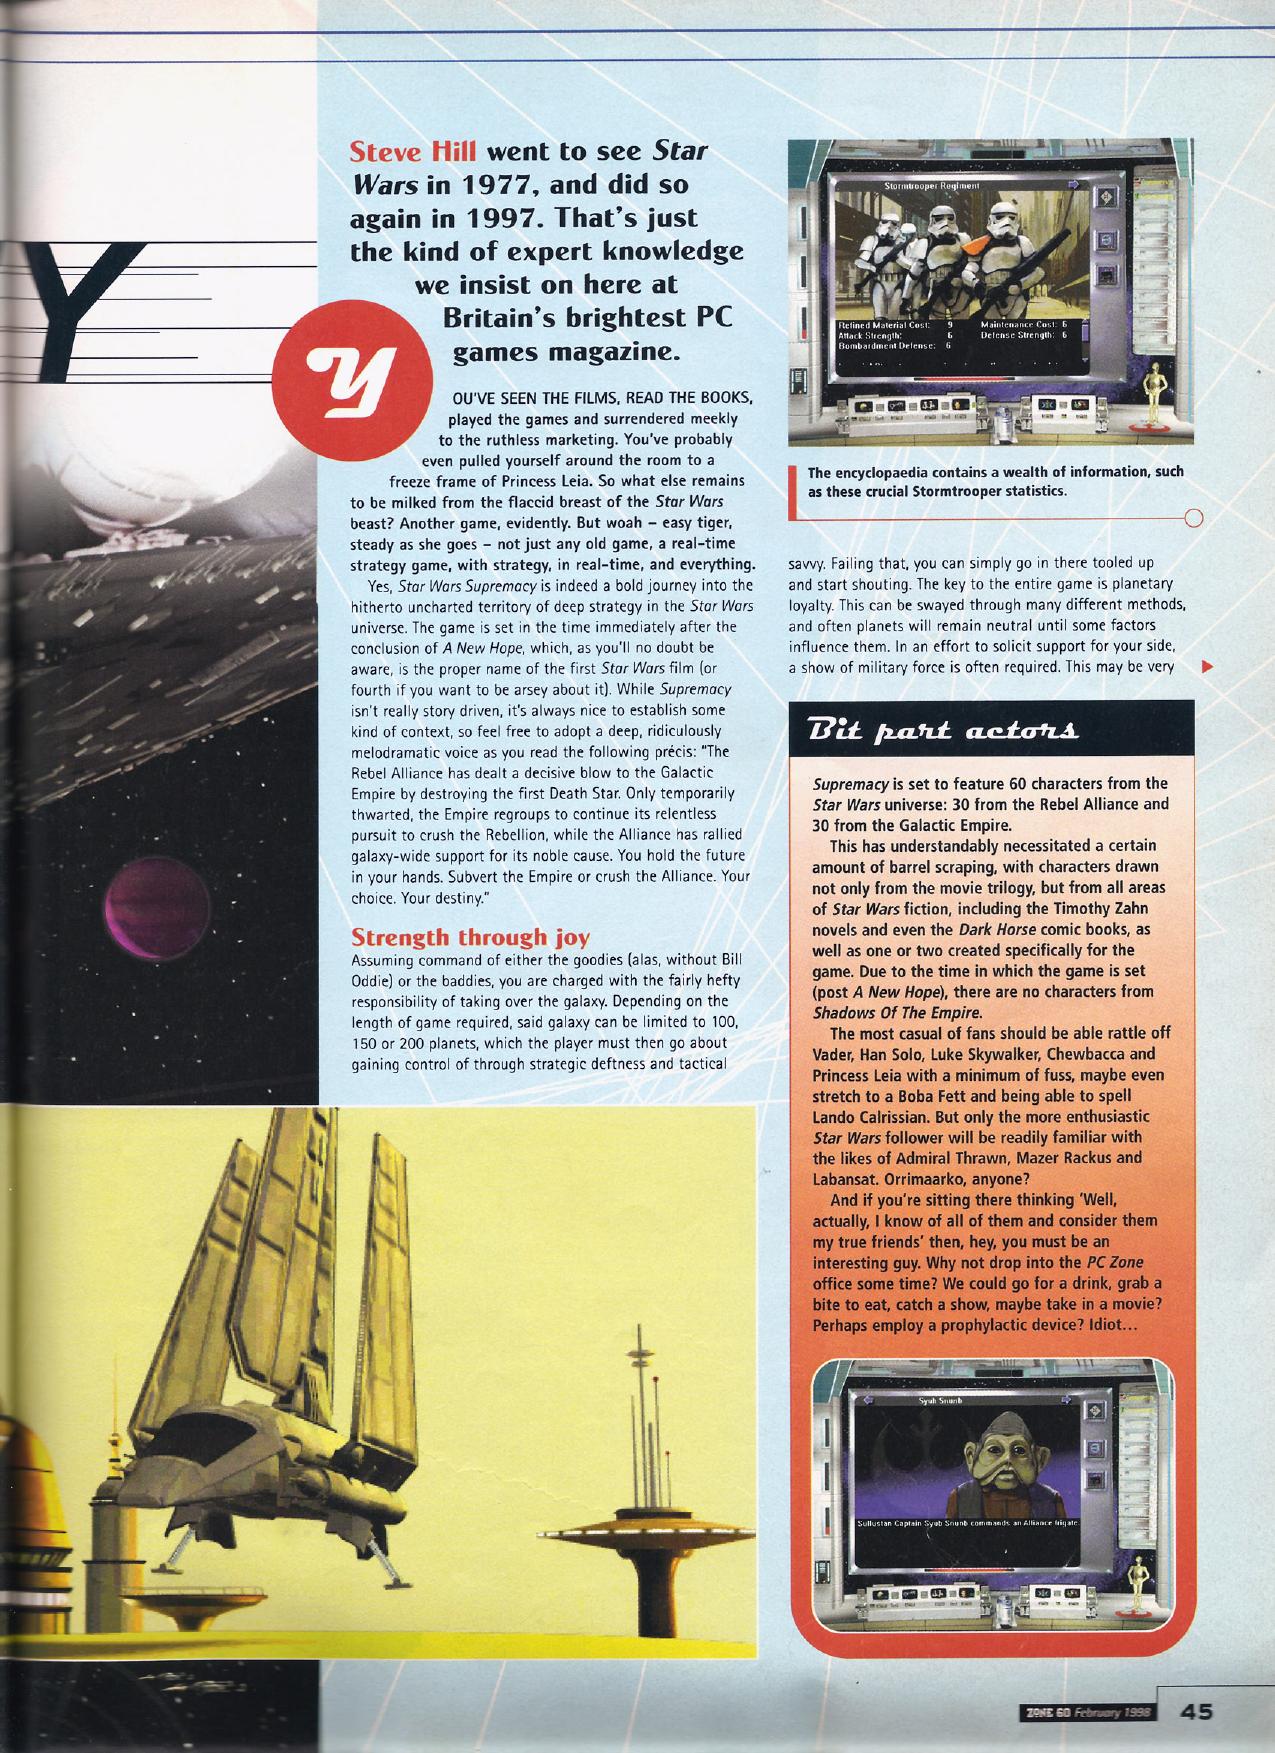 Y
Steve Hill went to see Star
Wars in 1977, and did so
again in 1997. That's just
the kind of expert knowledge
we insist on here at
Britain's brightest PC
games magazine.
Y
OU'VE SEEN THE FILMS, READ THE BOOKS,
played the games and surrendered meekly
to the ruthless marketing. You've probably
even pulled yourself around the room to a
freeze frame of Princess Leia. So what else remains
to be milked from the flaccid breast of the Star Wars
beast? Another game, evidently. But woah – easy tiger,
steady as she goes – not just any old game, a real-time
strategy game, with strategy, in real-time, and everything.
Yes, Star Wars Supremacy is indeed a bold journey into the
hitherto uncharted territory of deep strategy in the Star Wars
universe. The game is set in the time immediately after the
conclusion of A New Hope, which, as you'll no doubt be
aware, is the proper name of the first Star Wars film (or
fourth if you want to be arsey about it). While Supremacy
isn't really story driven, it's always nice to establish some
kind of context, so feel free to adopt a deep, ridiculously
melodramatic voice as you read the following précis: "The
Rebel Alliance has dealt a decisive blow to the Galactic
Empire by destroying the first Death Star. Only temporarily
thwarted, the Empire regroups to continue its relentless
pursuit to crush the Rebellion, while the Alliance has rallied
galaxy-wide support for its noble cause. You hold the future
in your hands. Subvert the Empire or crush the Alliance. Your
choice. Your destiny."
Strength through joy
Assuming command of either the goodies (alas, without Bill
Oddie) or the baddies, you are charged with the fairly hefty
responsibility of taking over the galaxy. Depending on the
length of game required, said galaxy can be limited to 100,
150 or 200 planets, which the player must then go about
gaining control of through strategic deftness and tactical
Stormtrooper Regiment
Refined Material Cost: 9 Maintenance Cost: 6
Attack Strength: 6 Defense Strength: 6
Bombardment Defense: 6
The encyclopaedia contains a wealth of information, such
as these crucial Stormtrooper statistics.
savvy. Failing that, you can simply go in there tooled up
and start shouting. The key to the entire game is planetary
loyalty. This can be swayed through many different methods,
and often planets will remain neutral until some factors
influence them. In an effort to solicit support for your side,
a show of military force is often required. This may be very
Bit part actors
Supremacy is set to feature 60 characters from the
Star Wars universe: 30 from the Rebel Alliance and
30 from the Galactic Empire.
This has understandably necessitated a certain
amount of barrel scraping, with characters drawn
not only from the movie trilogy, but from all areas
of Star Wars fiction, including the Timothy Zahn
novels and even the Dark Horse comic books, as
well as one or two created specifically for the
game. Due to the time in which the game is set
(post A New Hope), there are no characters from
Shadows Of The Empire.
The most casual of fans should be able rattle off
Vader, Han Solo, Luke Skywalker, Chewbacca and
Princess Leia with a minimum of fuss, maybe even
stretch to a Boba Fett and being able to spell
Lando Calrissian. But only the more enthusiastic
Star Wars follower will be readily familiar with
the likes of Admiral Thrawn, Mazer Rackus and
Labansat. Orrimaarko, anyone?
And if you're sitting there thinking 'Well,
actually, I know of all of them and consider them
my true friends' then, hey, you must be an
interesting guy. Why not drop into the PC Zone
office some time? We could go for a drink, grab a
bite to eat, catch a show, maybe take in a movie?
Perhaps employ a prophylactic device? Idiot...
Syub Snunb
Sullustan Captain Syub Snunb commands an Alliance frigate.
ZONE 60 February 1998
45